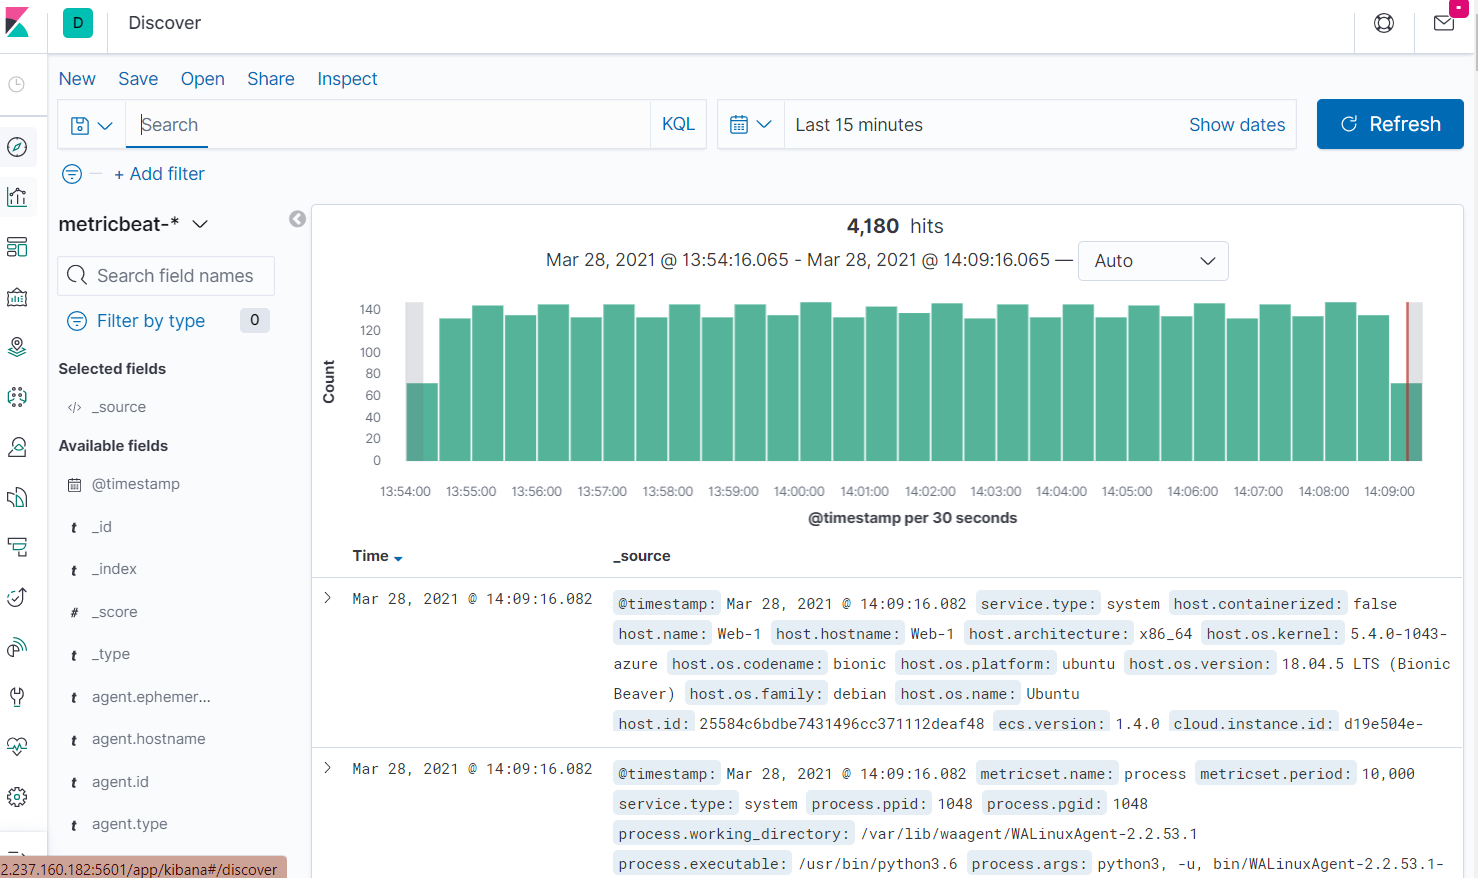 D Discover
New Save Open Share Inspect
Search KQL Last 15 minutes Show dates Refresh
+ Add filter
metricbeat-*
4,180 hits
Mar 28, 2021 @ 13:54:16.065 - Mar 28, 2021 @ 14:09:16.065 — Auto
Search field names
Filter by type 0
Selected fields
</> _source
Available fields
@timestamp
t _id
t _index
# _score
t _type
t agent.ephemer...
t agent.hostname
t agent.id
t agent.type
Count
140
120
100
80
60
40
20
0
13:54:00 13:55:00 13:56:00 13:57:00 13:58:00 13:59:00 14:00:00 14:01:00 14:02:00 14:03:00 14:04:00 14:05:00 14:06:00 14:07:00 14:08:00 14:09:00
@timestamp per 30 seconds
Time _source
Mar 28, 2021 @ 14:09:16.082 @timestamp: Mar 28, 2021 @ 14:09:16.082 service.type: system host.containerized: false
host.name: Web-1 host.hostname: Web-1 host.architecture: x86_64 host.os.kernel: 5.4.0-1043-
azure host.os.codename: bionic host.os.platform: ubuntu host.os.version: 18.04.5 LTS (Bionic
Beaver) host.os.family: debian host.os.name: Ubuntu
host.id: 25584c6bdbe7431496cc371112deaf48 ecs.version: 1.4.0 cloud.instance.id: d19e504e-
Mar 28, 2021 @ 14:09:16.082 @timestamp: Mar 28, 2021 @ 14:09:16.082 metricset.name: process metricset.period: 10,000
service.type: system process.ppid: 1048 process.pgid: 1048
process.working_directory: /var/lib/waagent/WALinuxAgent-2.2.53.1
process.executable: /usr/bin/python3.6 process.args: python3, -u, bin/WALinuxAgent-2.2.53.1-
2.237.160.182:5601/app/kibana#/discover